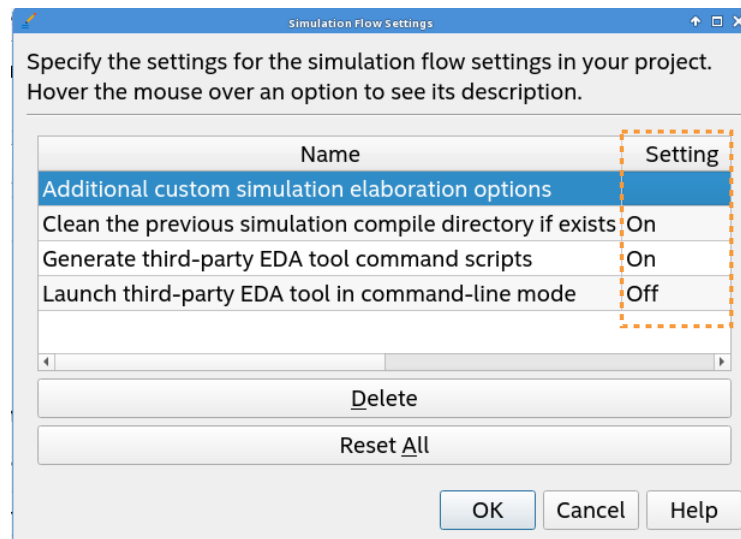 Simulation Flow Settings
Specify the settings for the simulation flow settings in your project.
Hover the mouse over an option to see its description.
Name Setting
Additional custom simulation elaboration options
Clean the previous simulation compile directory if exists On
Generate third-party EDA tool command scripts On
Launch third-party EDA tool in command-line mode Off
Delete
Reset All
OK Cancel Help